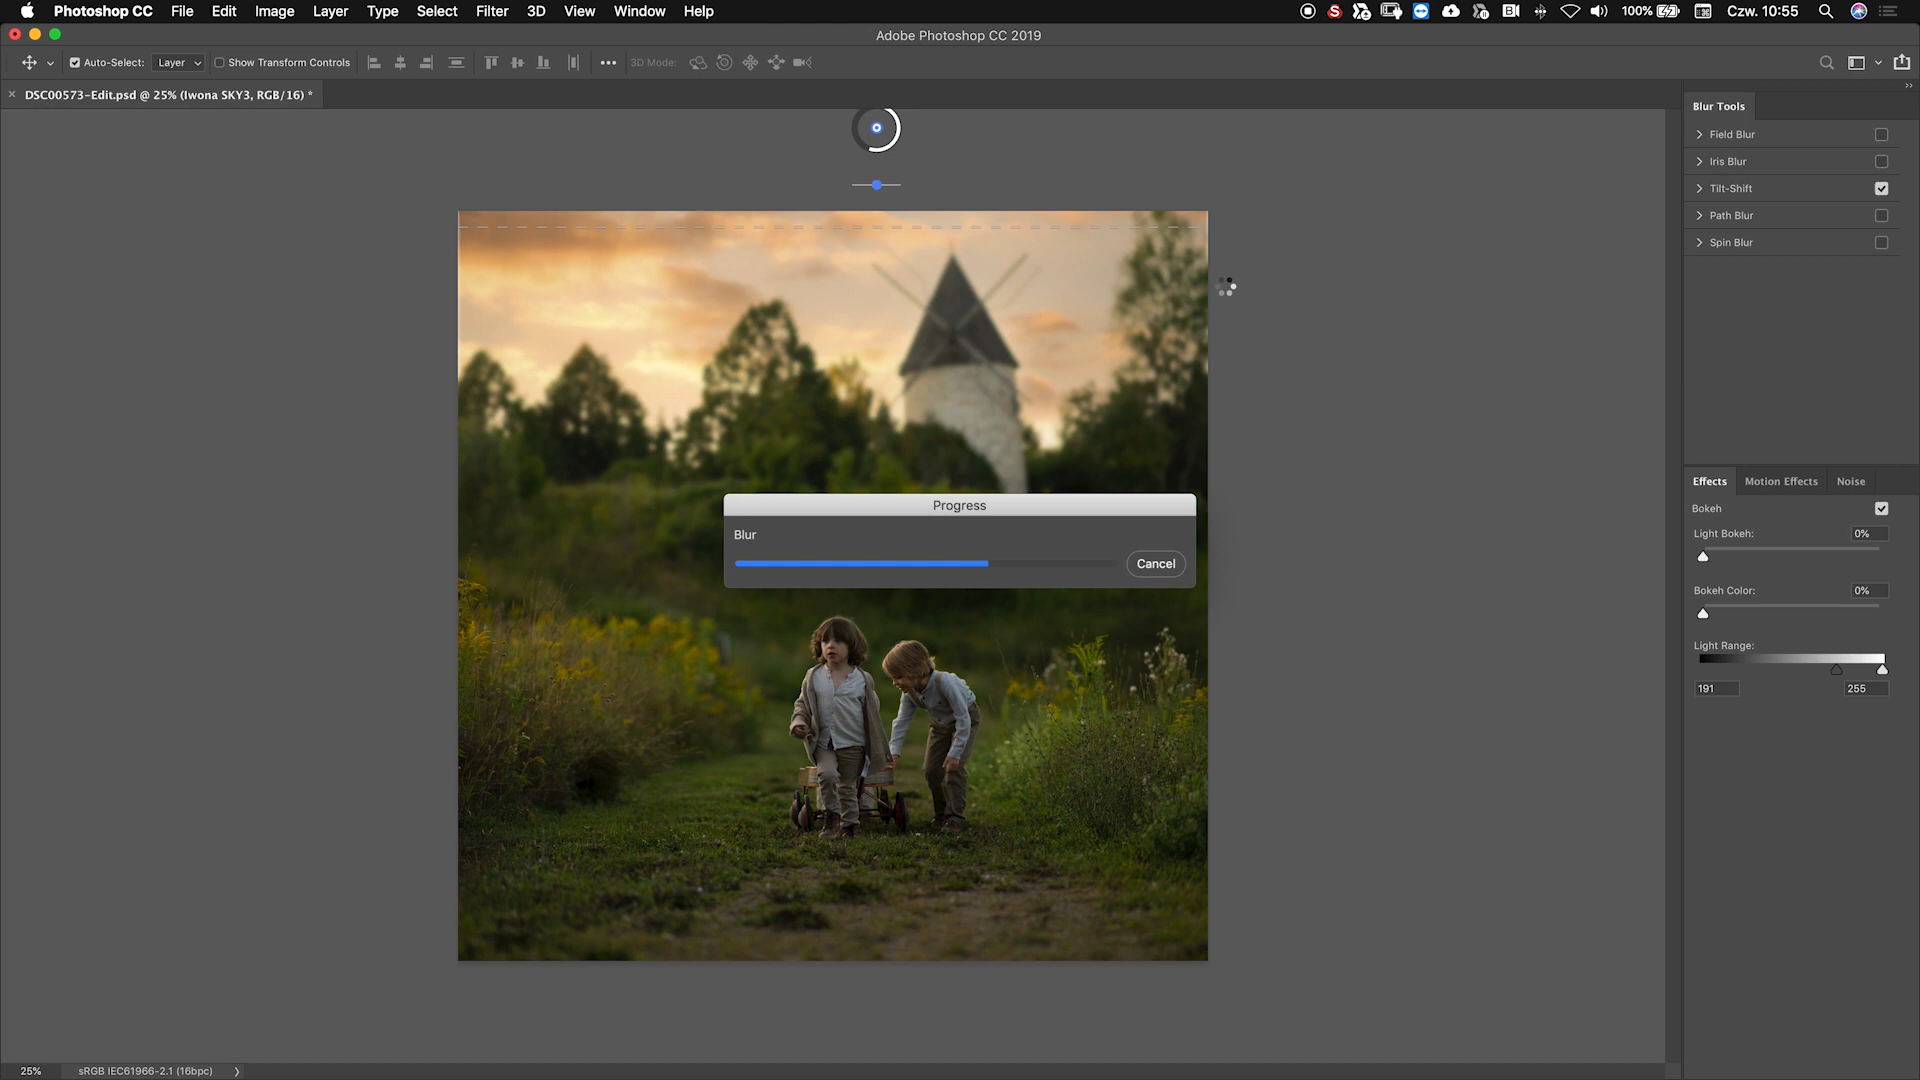 Photoshop CC File Edit Image Layer Type Select Filter 3D View Window Help 100% Czw. 10:55
Adobe Photoshop CC 2019
Auto-Select: Layer Show Transform Controls 3D Mode:
DSC00573-Edit.psd @ 25% (Iwona SKY3, RGB/16) *
Blur Tools
Field Blur
Iris Blur
Tilt-Shift
Path Blur
Spin Blur
Progress
Blur
Cancel
Effects Motion Effects Noise
Bokeh
Light Bokeh: 0%
Bokeh Color: 0%
Light Range:
191 255
25% sRGB IEC61966-2.1 (16bpc)